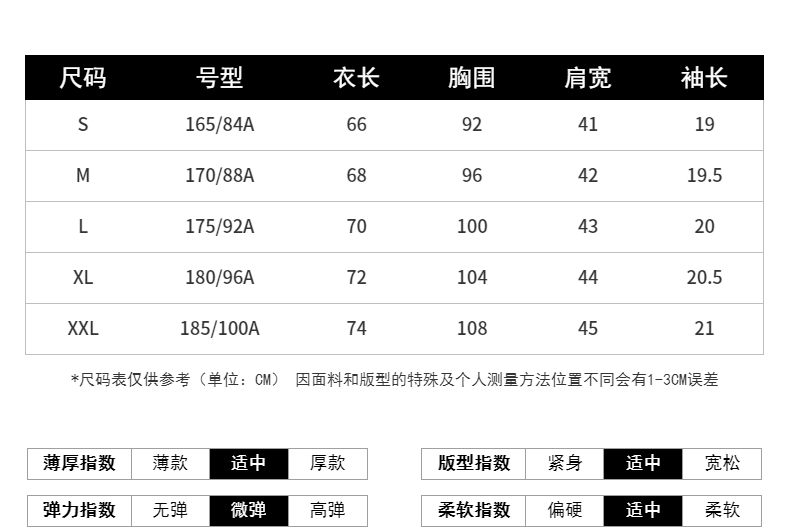 尺码 号型 衣长 胸围 肩宽 袖长
S 165/84A 66 92 41 19
M 170/88A 68 96 42 19.5
L 175/92A 70 100 43 20
XL 180/96A 72 104 44 20.5
XXL 185/100A 74 108 45 21
*尺码表仅供参考（单位：CM） 因面料和版型的特殊及个人测量方法位置不同会有1-3CM误差
薄厚指数 薄款 适中 厚款 版型指数 紧身 适中 宽松
弹力指数 无弹 微弹 高弹 柔软指数 偏硬 适中 柔软